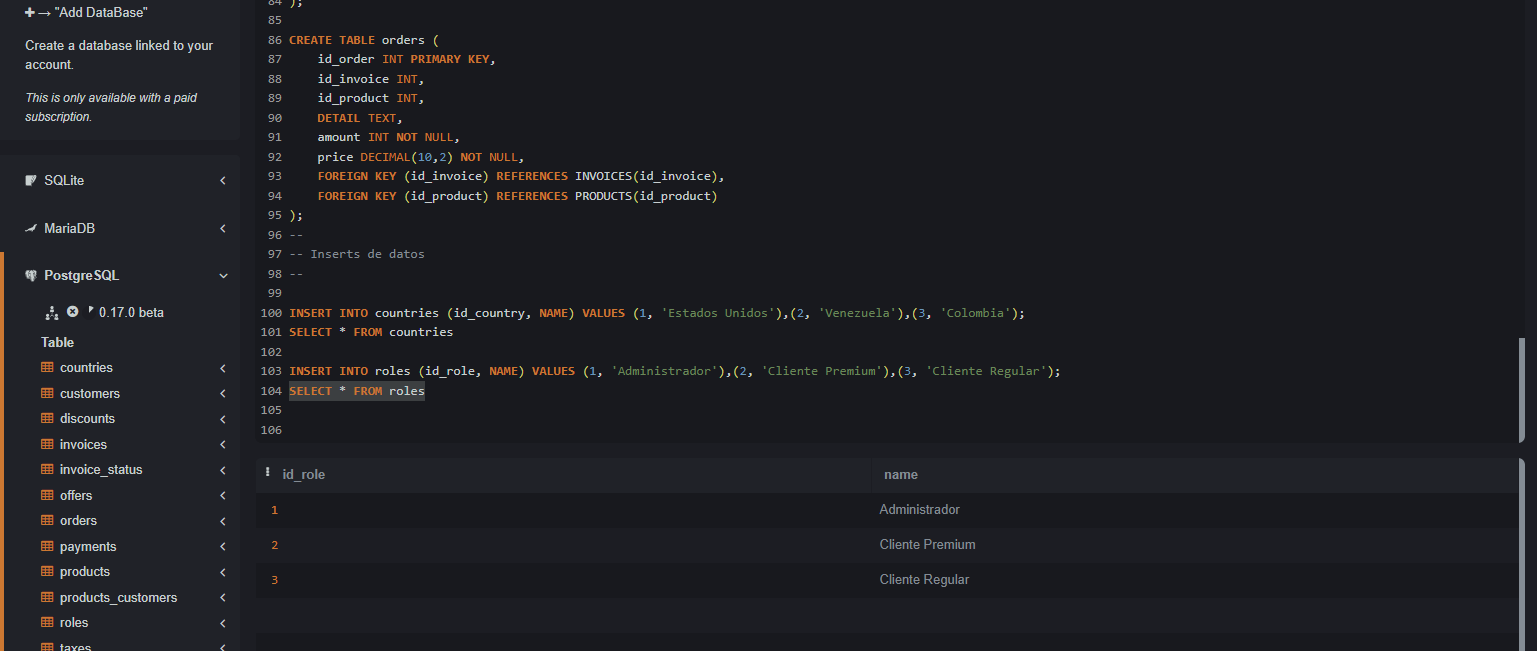 ✚ → "Add DataBase"
Create a database linked to your
account.
This is only available with a paid
subscription.
SQLite
MariaDB
PostgreSQL
0.17.0 beta
Table
countries
customers
discounts
invoices
invoice_status
offers
orders
payments
products
products_customers
roles
taxes
84 );
85
86 CREATE TABLE orders (
87     id_order INT PRIMARY KEY,
88     id_invoice INT,
89     id_product INT,
90     DETAIL TEXT,
91     amount INT NOT NULL,
92     price DECIMAL(10,2) NOT NULL,
93     FOREIGN KEY (id_invoice) REFERENCES INVOICES(id_invoice),
94     FOREIGN KEY (id_product) REFERENCES PRODUCTS(id_product)
95 );
96 --
97 -- Inserts de datos
98 --
99
100 INSERT INTO countries (id_country, NAME) VALUES (1, 'Estados Unidos'),(2, 'Venezuela'),(3, 'Colombia');
101 SELECT * FROM countries
102
103 INSERT INTO roles (id_role, NAME) VALUES (1, 'Administrador'),(2, 'Cliente Premium'),(3, 'Cliente Regular');
104 SELECT * FROM roles
105
106
id_role name
1 Administrador
2 Cliente Premium
3 Cliente Regular